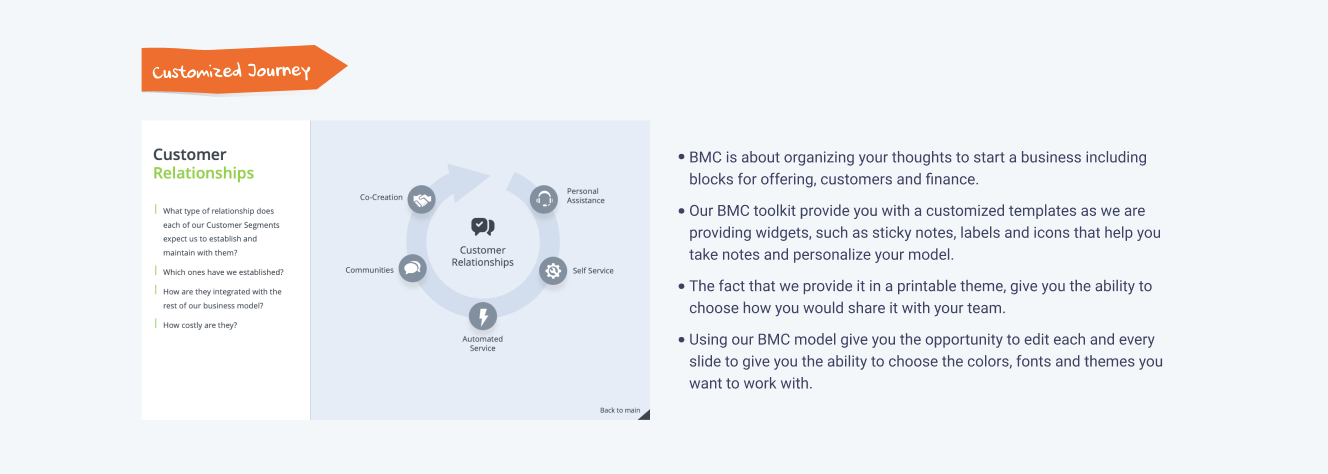 Customized Journey
Customer
Relationships
What type of relationship does
each of our Customer Segments
expect us to establish and
maintain with them?
Which ones have we established?
How are they integrated with the
rest of our business model?
How costly are they?
Co-Creation
Personal
Assistance
Customer
Relationships
Communities
Self Service
Automated
Service
Back to main
• BMC is about organizing your thoughts to start a business including
blocks for offering, customers and finance.
• Our BMC toolkit provide you with a customized templates as we are
providing widgets, such as sticky notes, labels and icons that help you
take notes and personalize your model.
• The fact that we provide it in a printable theme, give you the ability to
choose how you would share it with your team.
• Using our BMC model give you the opportunity to edit each and every
slide to give you the ability to choose the colors, fonts and themes you
want to work with.